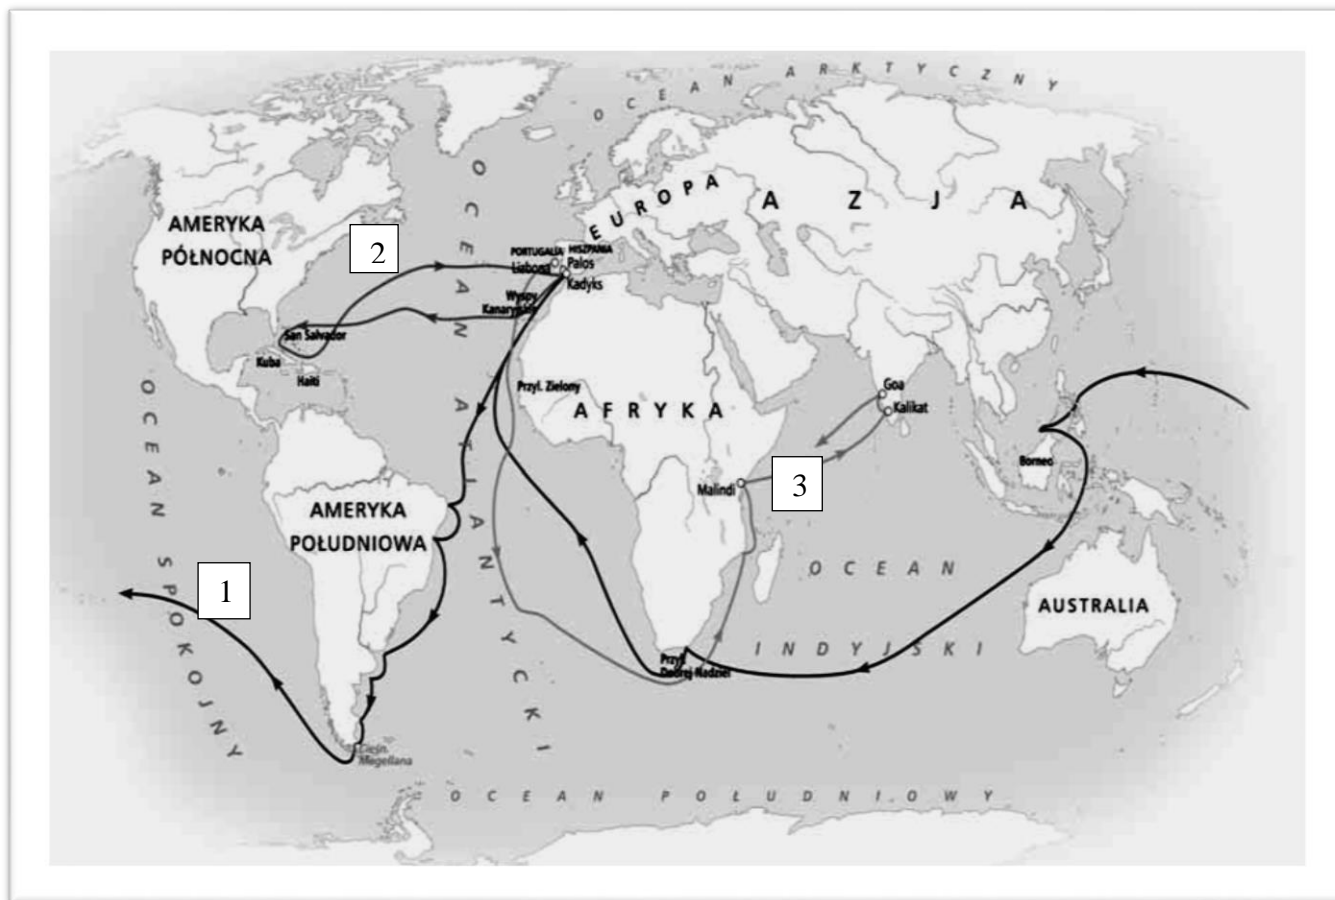 OCEAN ARKTYCZNY
OCEAN ATLANTYCKI
EUROPA
AZJA
AMERYKA
PÓŁNOCNA
2
PORTUGALIA
HISZPANIA
Lizbona
Palos
Kadyks
Wyspy
Kanaryjskie
San Salvador
Kuba
Haiti
Przyl. Zielony
AFRYKA
Goa
Kalikat
Borneo
Malindi
3
OCEAN SPOKOJNY
AMERYKA
POŁUDNIOWA
1
OCEAN
INDYJSKI
AUSTRALIA
Przyl.
Dobrej Nadziei
Cieśn.
Magellana
OCEAN POŁUDNIOWY